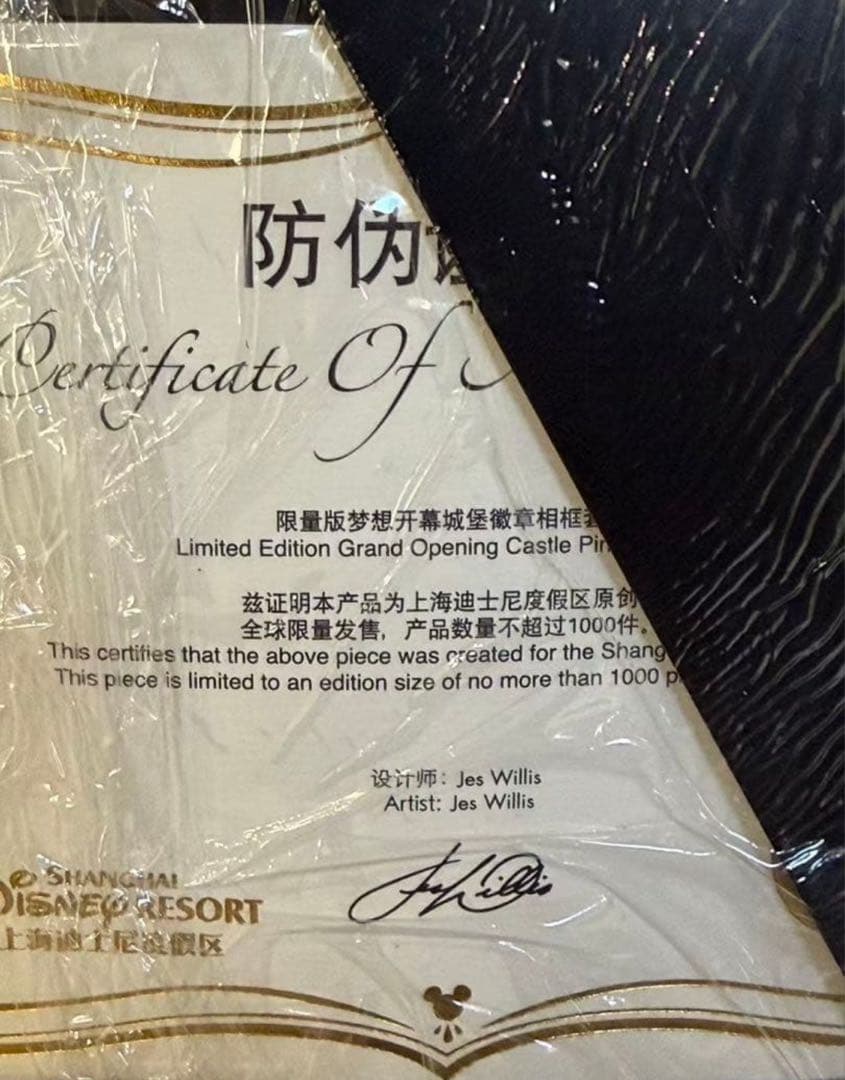 防伪
Certificate Of
限量版梦想开幕城堡徽章相框
Limited Edition Grand Opening Castle Pin
兹证明本产品为上海迪士尼度假区原创
全球限量发售，产品数量不超过1000件。
This certifies that the above piece was created for the Shang
This piece is limited to an edition size of no more than 1000 p
设计师：Jes Willis
Artist: Jes Willis
Jes Willis
SHANGHAI
DISNEY RESORT
上海迪士尼度假区